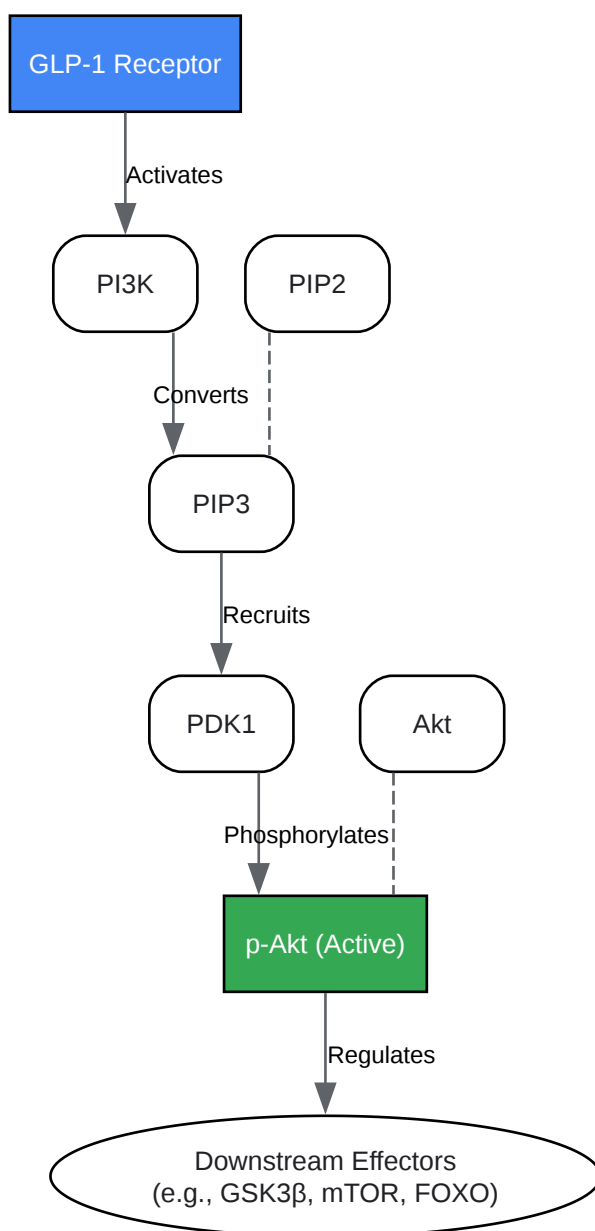 GLP-1 Receptor
Activates
PI3K
PIP2
Converts
PIP3
Recruits
PDK1
Akt
Phosphorylates
p-Akt (Active)
Regulates
Downstream Effectors
(e.g., GSK3β, mTOR, FOXO)